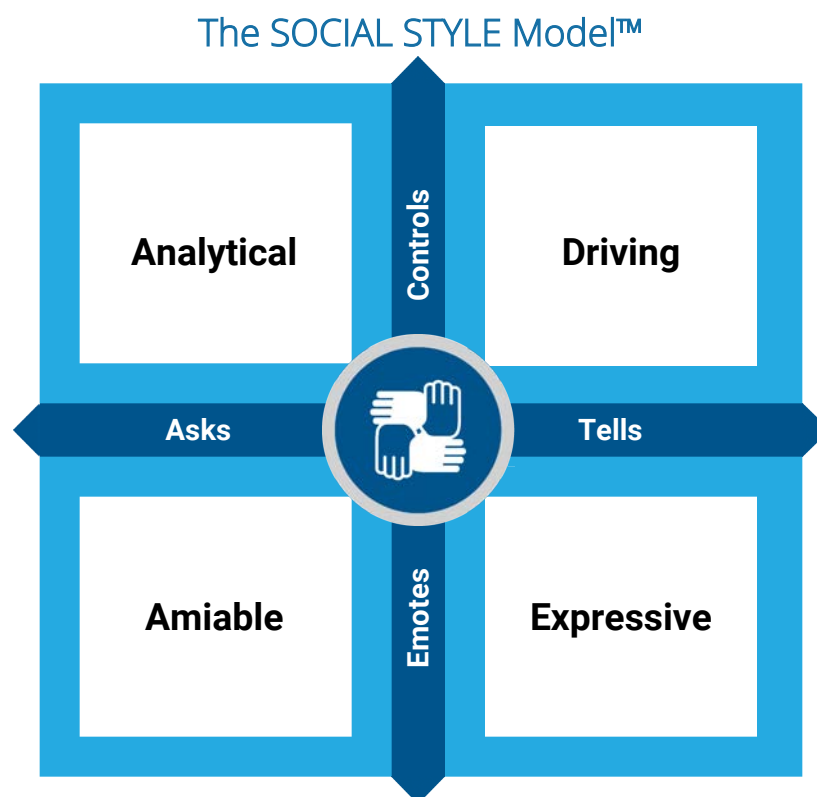 The SOCIAL STYLE Model™
Controls
Analytical
Driving
Asks
Tells
Amiable
Emotes
Expressive